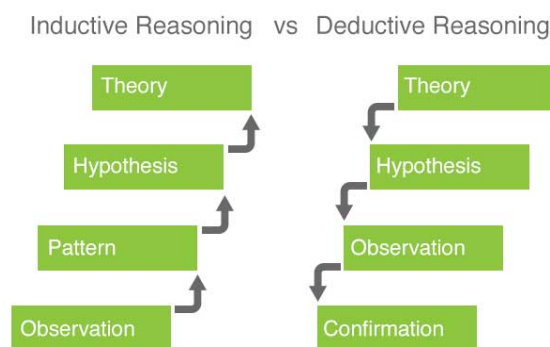 Inductive Reasoning vs Deductive Reasoning
Theory
Hypothesis
Pattern
Observation
Theory
Hypothesis
Observation
Confirmation